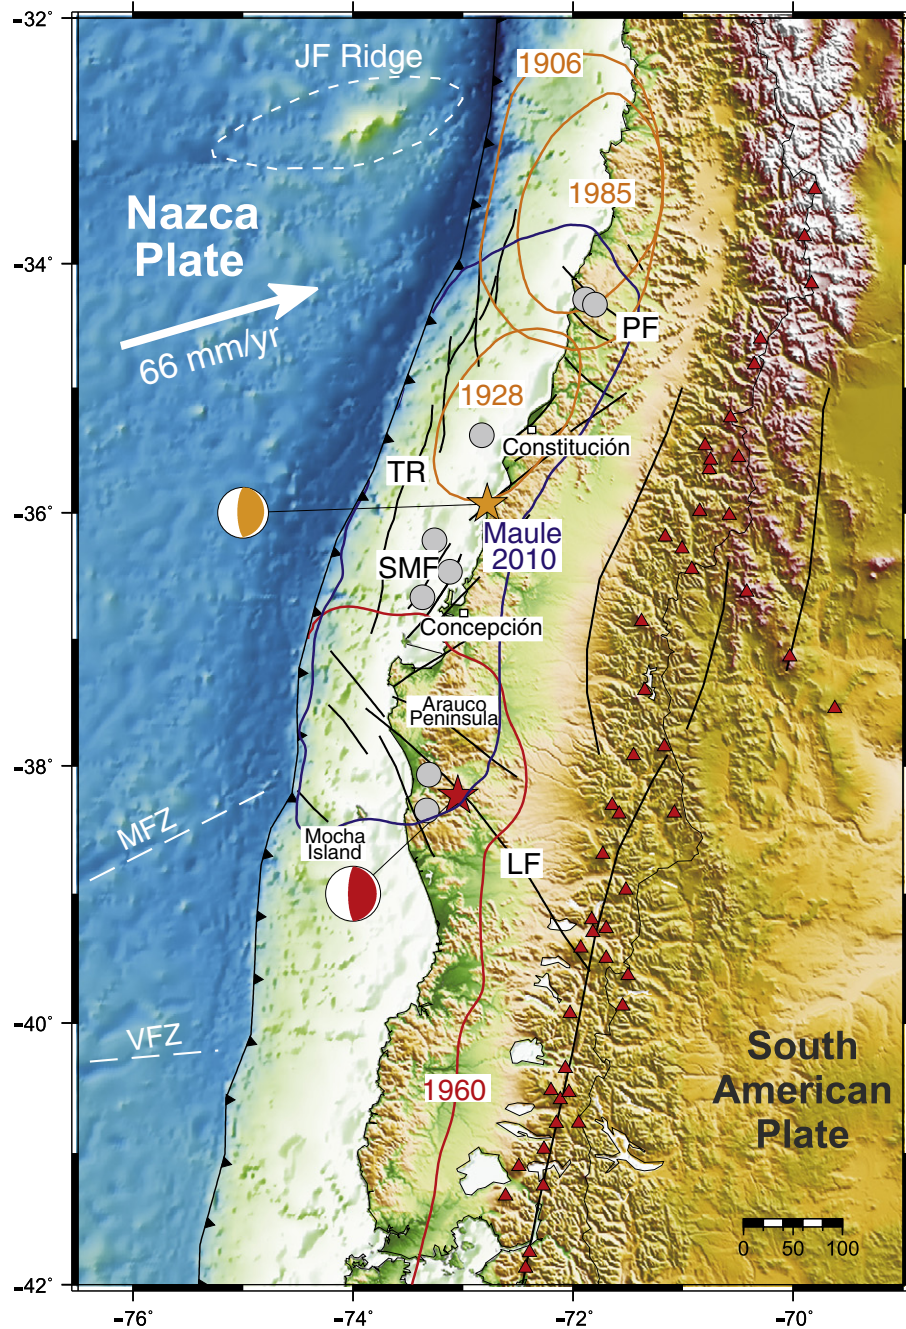 −32°
JF Ridge
1906
1985
Nazca
Plate
−34°
66 mm/yr
PF
1928
Constitución
TR
−36°
Maule
2010
SMF
Concepción
Arauco
Peninsula
−38°
MFZ
Mocha
Island
LF
−40°
VFZ
South
American
Plate
1960
0 50 100
−42°
−76° −74° −72° −70°